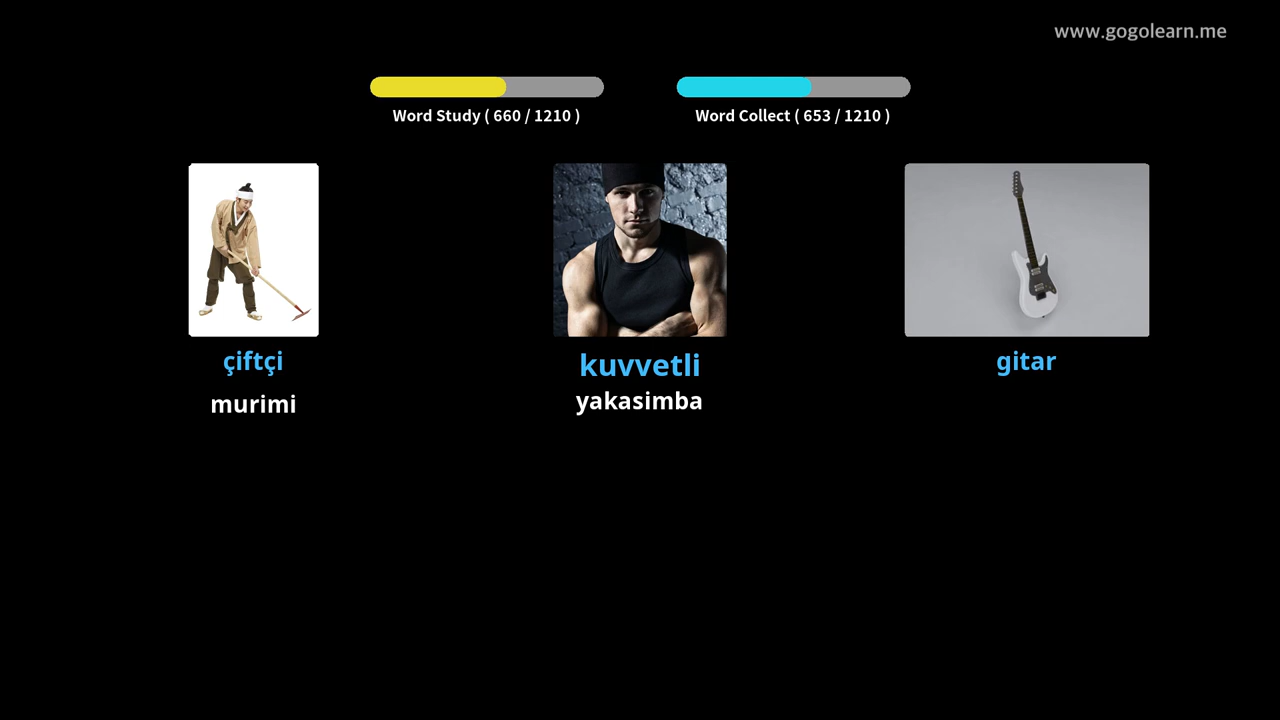 www.gogolearn.me
Word Study ( 660 / 1210 )
Word Collect ( 653 / 1210 )
çiftçi
murimi
kuvvetli
yakasimba
gitar